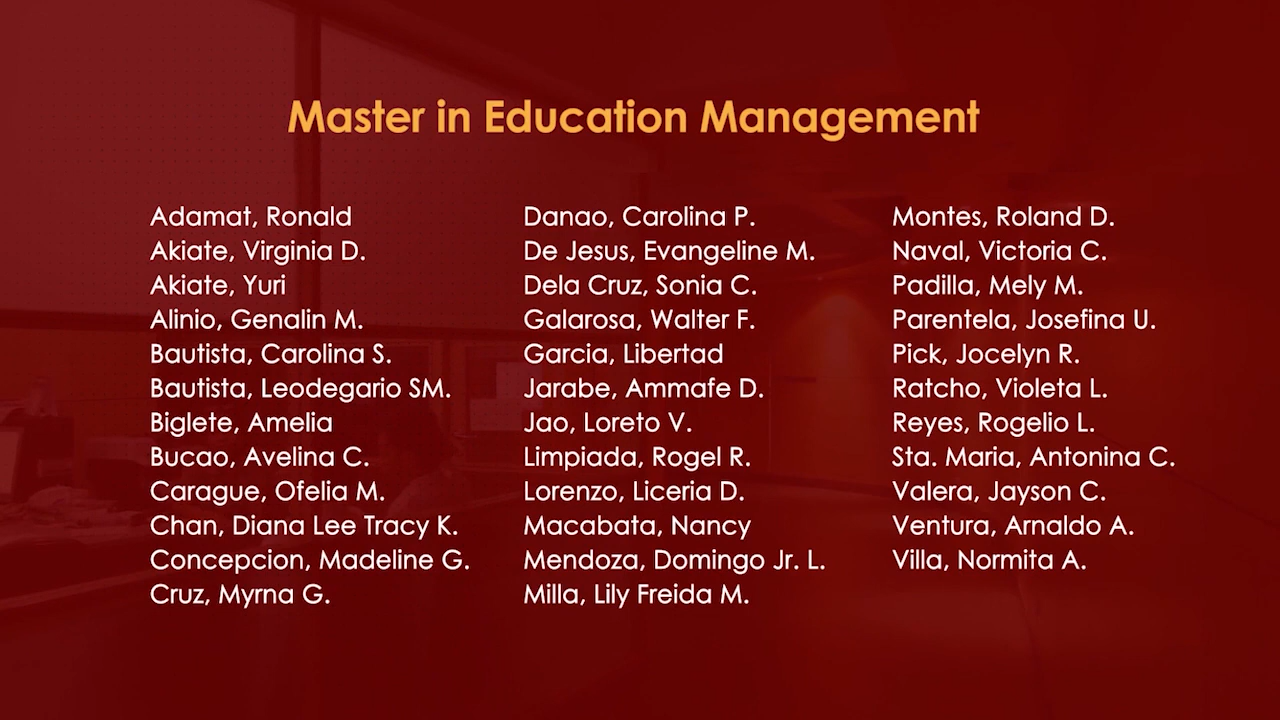 Master in Education Management
Adamat, Ronald
Akiate, Virginia D.
Akiate, Yuri
Alinio, Genalin M.
Bautista, Carolina S.
Bautista, Leodegario SM.
Biglete, Amelia
Bucao, Avelina C.
Carague, Ofelia M.
Chan, Diana Lee Tracy K.
Concepcion, Madeline G.
Cruz, Myrna G.
Danao, Carolina P.
De Jesus, Evangeline M.
Dela Cruz, Sonia C.
Galarosa, Walter F.
Garcia, Libertad
Jarabe, Ammafe D.
Jao, Loreto V.
Limpiada, Rogel R.
Lorenzo, Liceria D.
Macabata, Nancy
Mendoza, Domingo Jr. L.
Milla, Lily Freida M.
Montes, Roland D.
Naval, Victoria C.
Padilla, Mely M.
Parentela, Josefina U.
Pick, Jocelyn R.
Ratcho, Violeta L.
Reyes, Rogelio L.
Sta. Maria, Antonina C.
Valera, Jayson C.
Ventura, Arnaldo A.
Villa, Normita A.